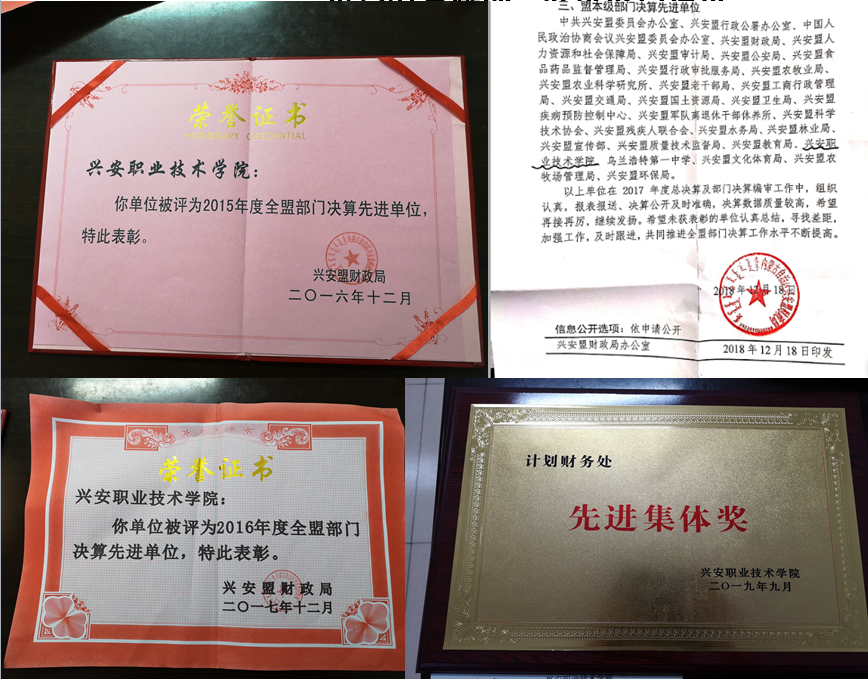 荣誉证书
HONORARY CREDENTIAL
兴安职业技术学院：
你单位被评为2015年度全盟部门决算先进单位，
特此表彰。
兴安盟财政局
二〇一六年十二月
三、盟本级部门决算先进单位
中共兴安盟委员会办公室、兴安盟行政公署办公室、中国人
民政治协商会议兴安盟委员会办公室、兴安盟财政局、兴安盟人
力资源和社会保障局、兴安盟审计局、兴安盟公安局、兴安盟食
品药品监督管理局、兴安盟行政审批服务局、兴安盟农牧业局、
兴安盟农业科学研究所、兴安盟老干部局、兴安盟工商行政管理
局、兴安盟交通局、兴安盟国土资源局、兴安盟卫生局、兴安盟
疾病预防控制中心、兴安盟军队离退休干部休养所、兴安盟科学
技术协会、兴安盟残疾人联合会、兴安盟水务局、兴安盟林业局、
兴安盟宣传部、兴安盟质量技术监督局、兴安盟教育局、兴安职
业技术学院、乌兰浩特第一中学、兴安盟文化体育局、兴安盟农
牧场管理局、兴安盟环保局。
以上单位在 2017 年度总决算及部门决算编审工作中，组织
认真，报表报送、决算公开及时准确，决算数据质量较高，希望
再接再厉，继续发扬。希望未获表彰的单位认真总结，寻找差距，
加强工作，及时跟进，共同推进全盟部门决算工作水平不断提高。
2018 年 12 月 18 日
信息公开选项：依申请公开
兴安盟财政局办公室
2018 年 12 月 18 日印发
荣誉证书
兴安职业技术学院：
你单位被评为2016年度全盟部门
决算先进单位，特此表彰。
兴安盟财政局
二〇一七年十二月
计划财务处
先进集体奖
兴安职业技术学院
二〇一九年九月